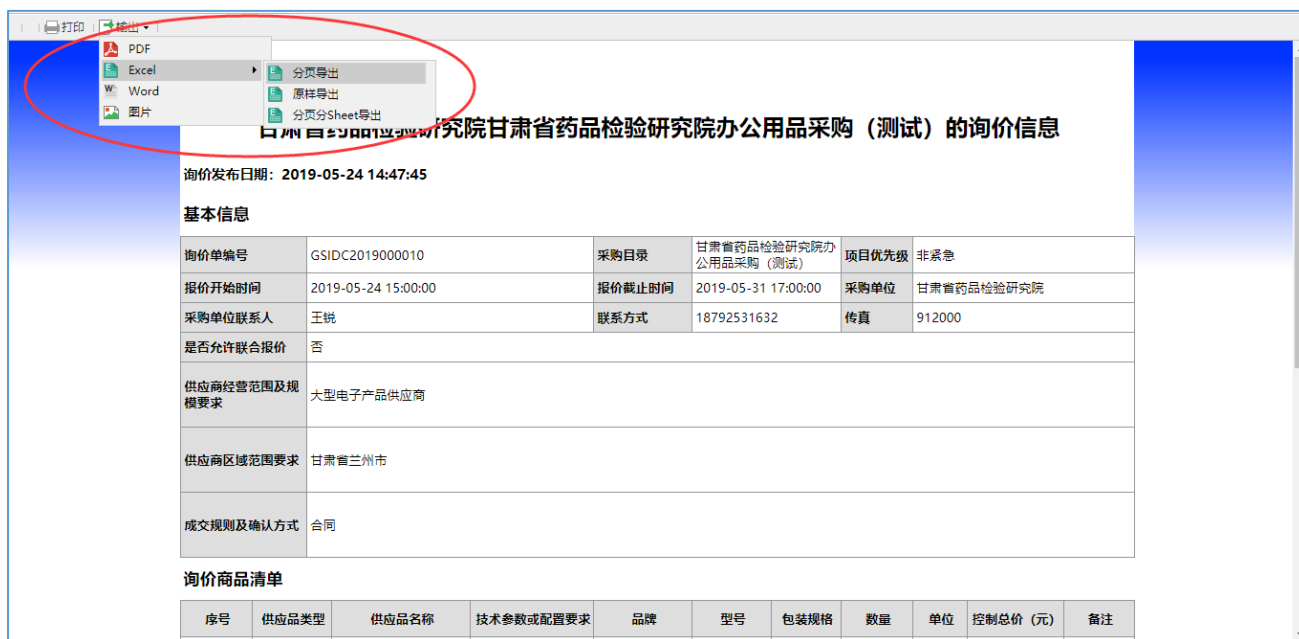 打印 输出
PDF
Excel
Word
图片
分页导出
原样导出
分页分Sheet导出
甘肃省药品检验研究院甘肃省药品检验研究院办公用品采购（测试）的询价信息
询价发布日期：2019-05-24 14:47:45
基本信息
询价单编号 GSIDC2019000010 采购目录 甘肃省药品检验研究院办
公用品采购（测试） 项目优先级 非紧急
报价开始时间 2019-05-24 15:00:00 报价截止时间 2019-05-31 17:00:00 采购单位 甘肃省药品检验研究院
采购单位联系人 王锐 联系方式 18792531632 传真 912000
是否允许联合报价 否
供应商经营范围及规
模要求 大型电子产品供应商
供应商区域范围要求 甘肃省兰州市
成交规则及确认方式 合同
询价商品清单
序号 供应品类型 供应品名称 技术参数或配置要求 品牌 型号 包装规格 数量 单位 控制总价（元） 备注